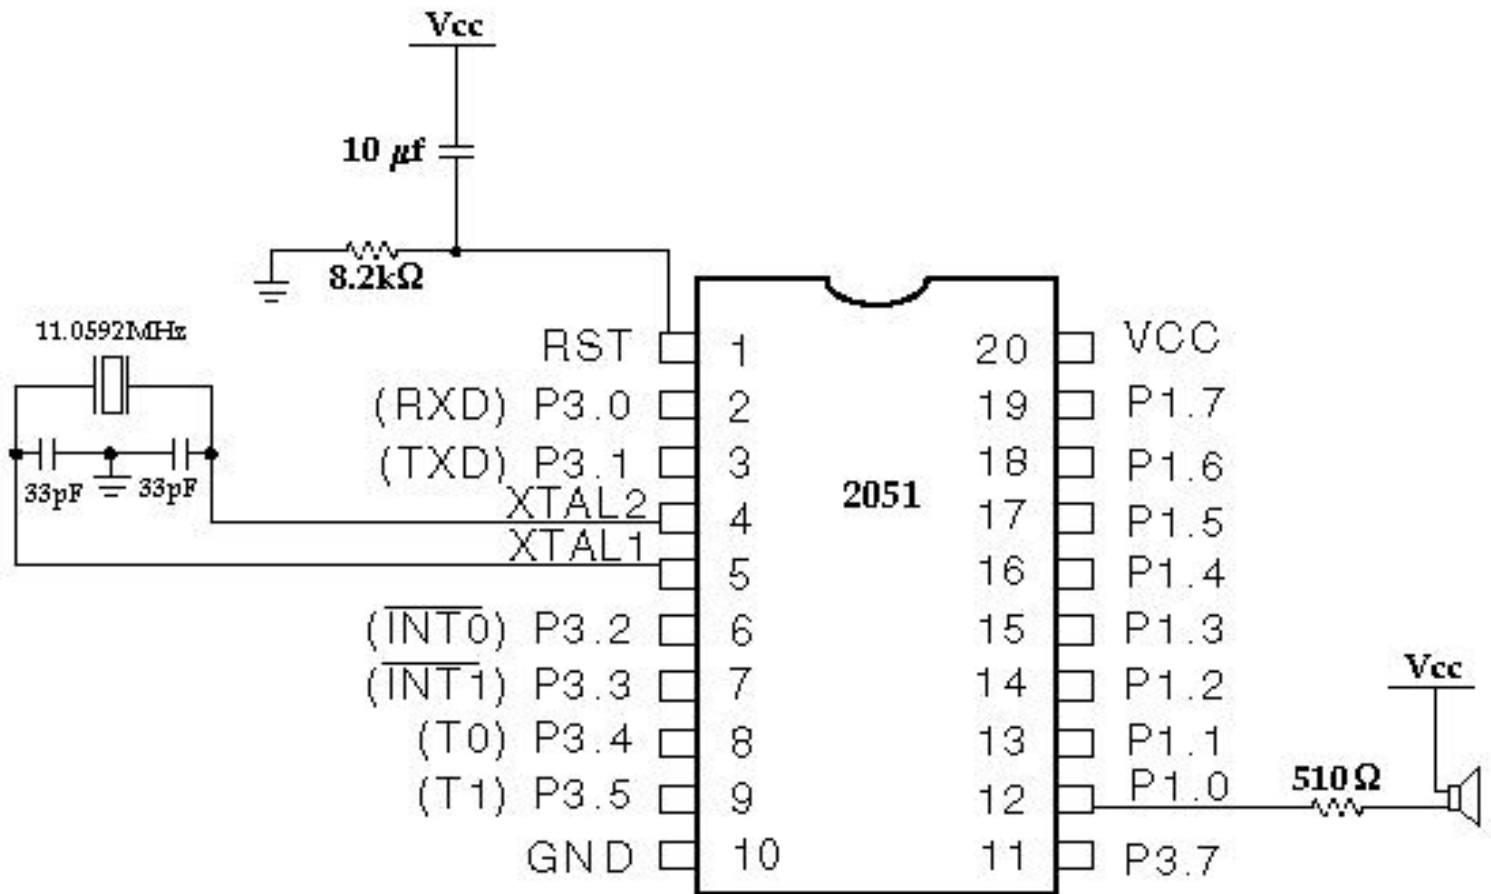 Vcc
10 μf
8.2kΩ
11.0592MHz
33pF
33pF
RST 1
(RXD) P3.0 2
(TXD) P3.1 3
XTAL2 4
XTAL1 5
(INT0) P3.2 6
(INT1) P3.3 7
(T0) P3.4 8
(T1) P3.5 9
GND 10
2051
20 VCC
19 P1.7
18 P1.6
17 P1.5
16 P1.4
15 P1.3
14 P1.2
13 P1.1
12 P1.0
11 P3.7
510Ω
Vcc